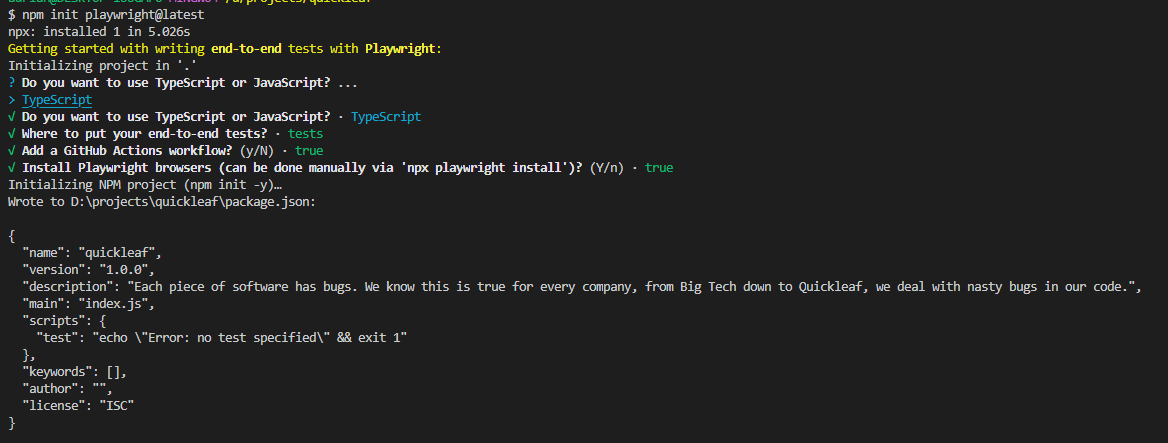 $ npm init playwright@latest
npx: installed 1 in 5.026s
Getting started with writing end-to-end tests with Playwright:
Initializing project in '.'
? Do you want to use TypeScript or JavaScript? ...
> TypeScript
√ Do you want to use TypeScript or JavaScript? · TypeScript
√ Where to put your end-to-end tests? · tests
√ Add a GitHub Actions workflow? (y/N) · true
√ Install Playwright browsers (can be done manually via 'npx playwright install')? (Y/n) · true
Initializing NPM project (npm init -y)…
Wrote to D:\projects\quickleaf\package.json:

{
  "name": "quickleaf",
  "version": "1.0.0",
  "description": "Each piece of software has bugs. We know this is true for every company, from Big Tech down to Quickleaf, we deal with nasty bugs in our code.",
  "main": "index.js",
  "scripts": {
    "test": "echo \"Error: no test specified\" && exit 1"
  },
  "keywords": [],
  "author": "",
  "license": "ISC"
}